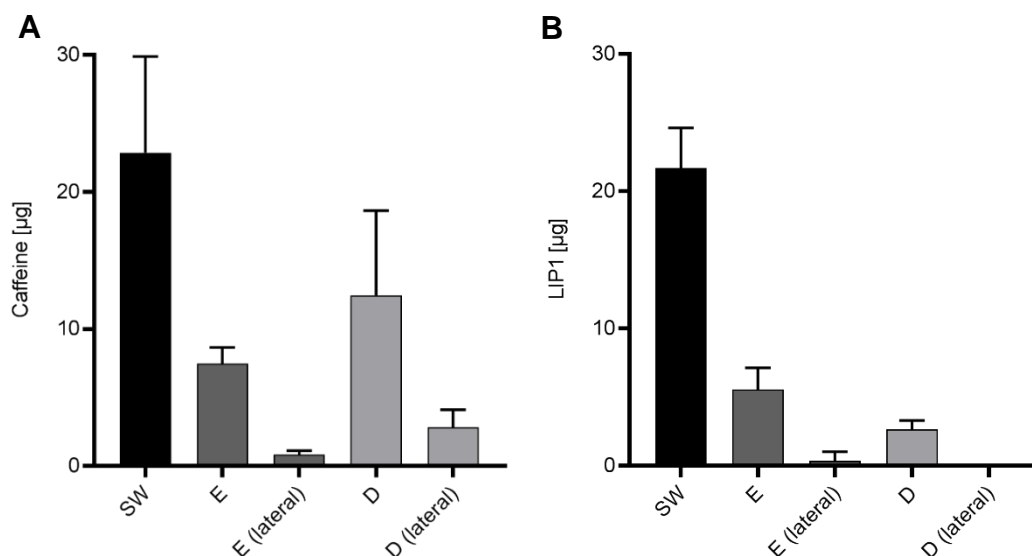 A
30
20
10
0
Caffeine [µg]
SW
E
E (lateral)
D
D (lateral)
B
30
20
10
0
LIP1 [µg]
SW
E
E (lateral)
D
D (lateral)